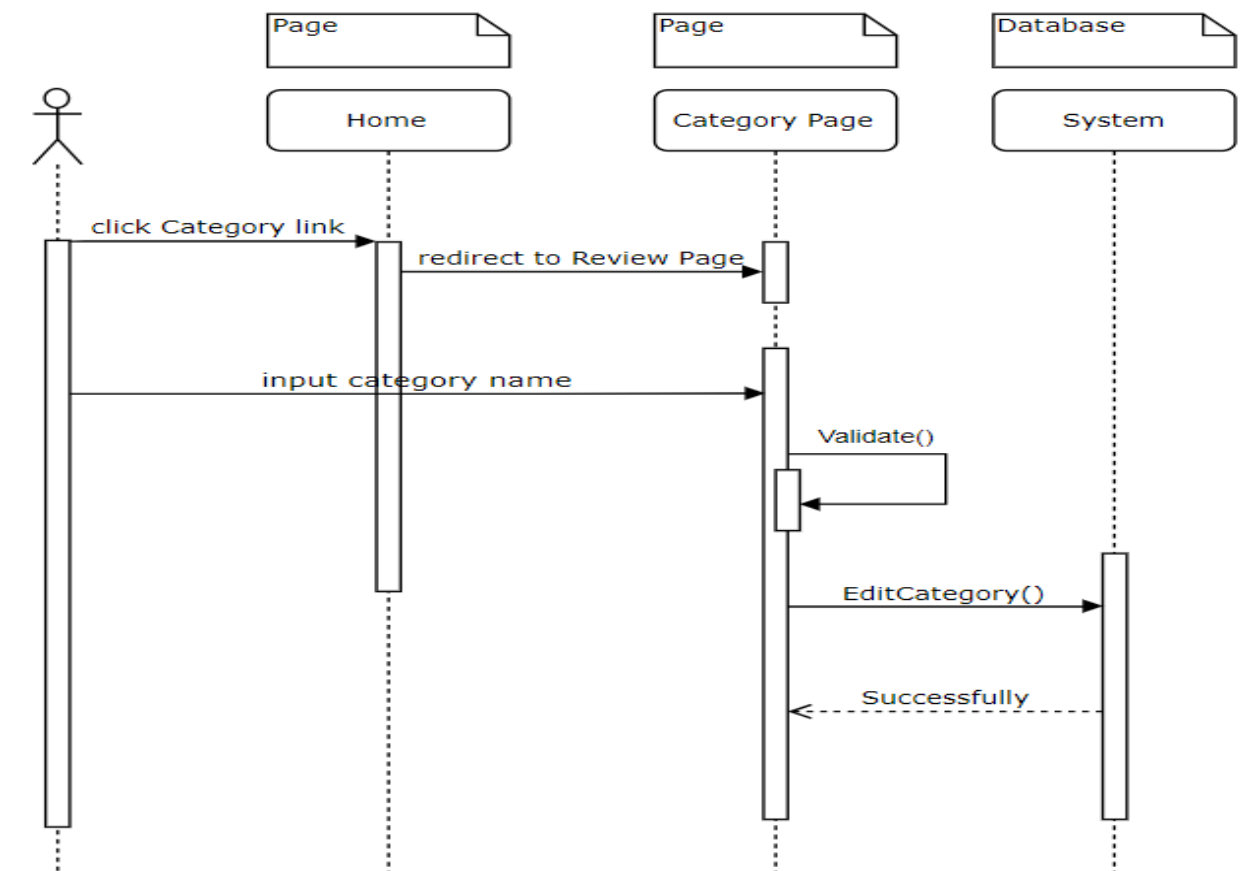 Page
Page
Database
Home
Category Page
System
click Category link
redirect to Review Page
input category name
Validate()
EditCategory()
Successfully